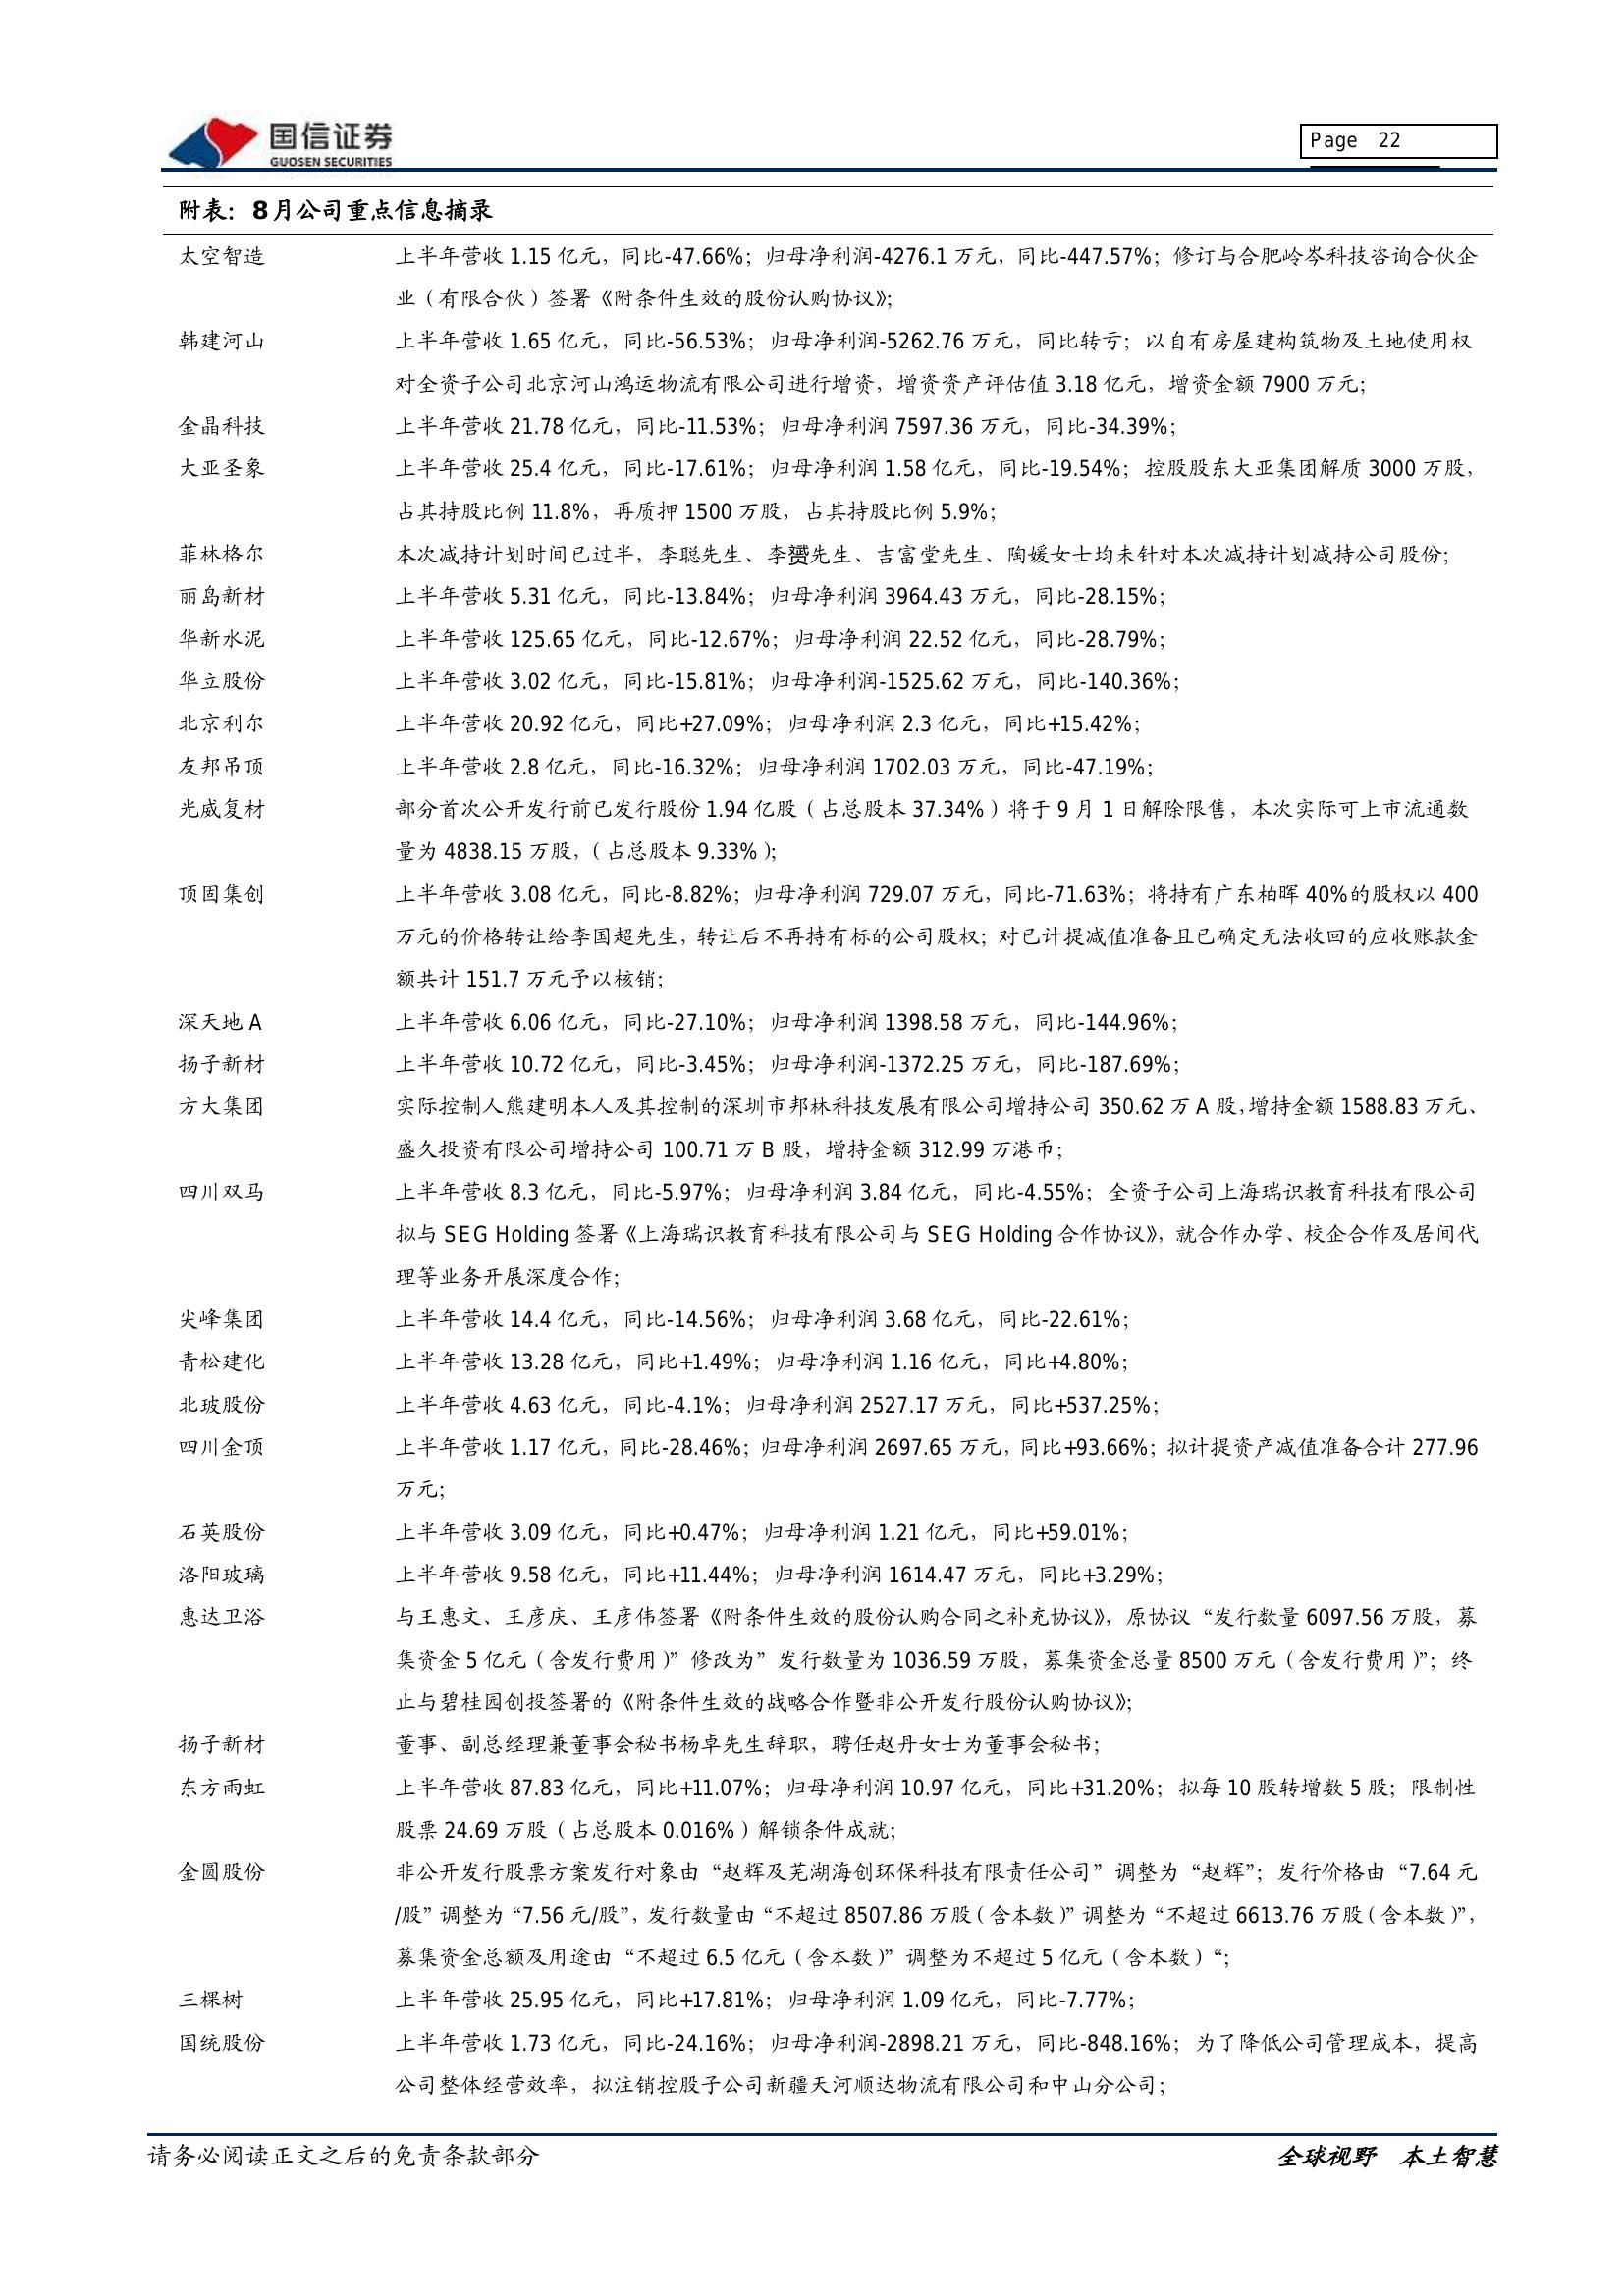 国信证券
GUOSEN SECURITIES
Page 22
附表：8月公司重点信息摘录
太空智造 上半年营收 1.15 亿元，同比-47.66%；归母净利润-4276.1 万元，同比-447.57%；修订与合肥岭岑科技咨询合伙企
业（有限合伙）签署《附条件生效的股份认购协议》；
韩建河山 上半年营收 1.65 亿元，同比-56.53%；归母净利润-5262.76 万元，同比转亏；以自有房屋建构筑物及土地使用权
对全资子公司北京河山鸿运物流有限公司进行增资，增资资产评估值 3.18 亿元，增资金额 7900 万元；
金晶科技 上半年营收 21.78 亿元，同比-11.53%；归母净利润 7597.36 万元，同比-34.39%；
大亚圣象 上半年营收 25.4 亿元，同比-17.61%；归母净利润 1.58 亿元，同比-19.54%；控股股东大亚集团解质 3000 万股，
占其持股比例 11.8%，再质押 1500 万股，占其持股比例 5.9%；
菲林格尔 本次减持计划时间已过半，李聪先生、李赟先生、吉富堂先生、陶媛女士均未针对本次减持计划减持公司股份；
丽岛新材 上半年营收 5.31 亿元，同比-13.84%；归母净利润 3964.43 万元，同比-28.15%；
华新水泥 上半年营收 125.65 亿元，同比-12.67%；归母净利润 22.52 亿元，同比-28.79%；
华立股份 上半年营收 3.02 亿元，同比-15.81%；归母净利润-1525.62 万元，同比-140.36%；
北京利尔 上半年营收 20.92 亿元，同比+27.09%；归母净利润 2.3 亿元，同比+15.42%；
友邦吊顶 上半年营收 2.8 亿元，同比-16.32%；归母净利润 1702.03 万元，同比-47.19%；
光威复材 部分首次公开发行前已发行股份 1.94 亿股（占总股本 37.34%）将于 9 月 1 日解除限售，本次实际可上市流通数
量为 4838.15 万股，（占总股本 9.33%）；
顶固集创 上半年营收 3.08 亿元，同比-8.82%；归母净利润 729.07 万元，同比-71.63%；将持有广东柏晖 40%的股权以 400
万元的价格转让给李国超先生，转让后不再持有标的公司股权；对已计提减值准备且已确定无法收回的应收账款金
额共计 151.7 万元予以核销；
深天地 A 上半年营收 6.06 亿元，同比-27.10%；归母净利润 1398.58 万元，同比-144.96%；
扬子新材 上半年营收 10.72 亿元，同比-3.45%；归母净利润-1372.25 万元，同比-187.69%；
方大集团 实际控制人熊建明本人及其控制的深圳市邦林科技发展有限公司增持公司 350.62 万 A 股，增持金额 1588.83 万元、
盛久投资有限公司增持公司 100.71 万 B 股，增持金额 312.99 万港币；
四川双马 上半年营收 8.3 亿元，同比-5.97%；归母净利润 3.84 亿元，同比-4.55%；全资子公司上海瑞识教育科技有限公司
拟与 SEG Holding 签署《上海瑞识教育科技有限公司与 SEG Holding 合作协议》，就合作办学、校企合作及居间代
理等业务开展深度合作；
尖峰集团 上半年营收 14.4 亿元，同比-14.56%；归母净利润 3.68 亿元，同比-22.61%；
青松建化 上半年营收 13.28 亿元，同比+1.49%；归母净利润 1.16 亿元，同比+4.80%；
北玻股份 上半年营收 4.63 亿元，同比-4.1%；归母净利润 2527.17 万元，同比+537.25%；
四川金顶 上半年营收 1.17 亿元，同比-28.46%；归母净利润 2697.65 万元，同比+93.66%；拟计提资产减值准备合计 277.96
万元；
石英股份 上半年营收 3.09 亿元，同比+0.47%；归母净利润 1.21 亿元，同比+59.01%；
洛阳玻璃 上半年营收 9.58 亿元，同比+11.44%；归母净利润 1614.47 万元，同比+3.29%；
惠达卫浴 与王惠文、王彦庆、王彦伟签署《附条件生效的股份认购合同之补充协议》，原协议“发行数量 6097.56 万股，募
集资金 5 亿元（含发行费用）”修改为”发行数量为 1036.59 万股，募集资金总量 8500 万元（含发行费用）”；终
止与碧桂园创投签署的《附条件生效的战略合作暨非公开发行股份认购协议》；
扬子新材 董事、副总经理兼董事会秘书杨卓先生辞职，聘任赵丹女士为董事会秘书；
东方雨虹 上半年营收 87.83 亿元，同比+11.07%；归母净利润 10.97 亿元，同比+31.20%；拟每 10 股转增数 5 股；限制性
股票 24.69 万股（占总股本 0.016%）解锁条件成就；
金圆股份 非公开发行股票方案发行对象由“赵辉及芜湖海创环保科技有限责任公司”调整为“赵辉”；发行价格由“7.64 元
/股”调整为“7.56 元/股”，发行数量由“不超过 8507.86 万股（含本数）”调整为“不超过 6613.76 万股（含本数）”，
募集资金总额及用途由“不超过 6.5 亿元（含本数）”调整为不超过 5 亿元（含本数）“；
三棵树 上半年营收 25.95 亿元，同比+17.81%；归母净利润 1.09 亿元，同比-7.77%；
国统股份 上半年营收 1.73 亿元，同比-24.16%；归母净利润-2898.21 万元，同比-848.16%；为了降低公司管理成本，提高
公司整体经营效率，拟注销控股子公司新疆天河顺达物流有限公司和中山分公司；
请务必阅读正文之后的免责条款部分
全球视野 本土智慧